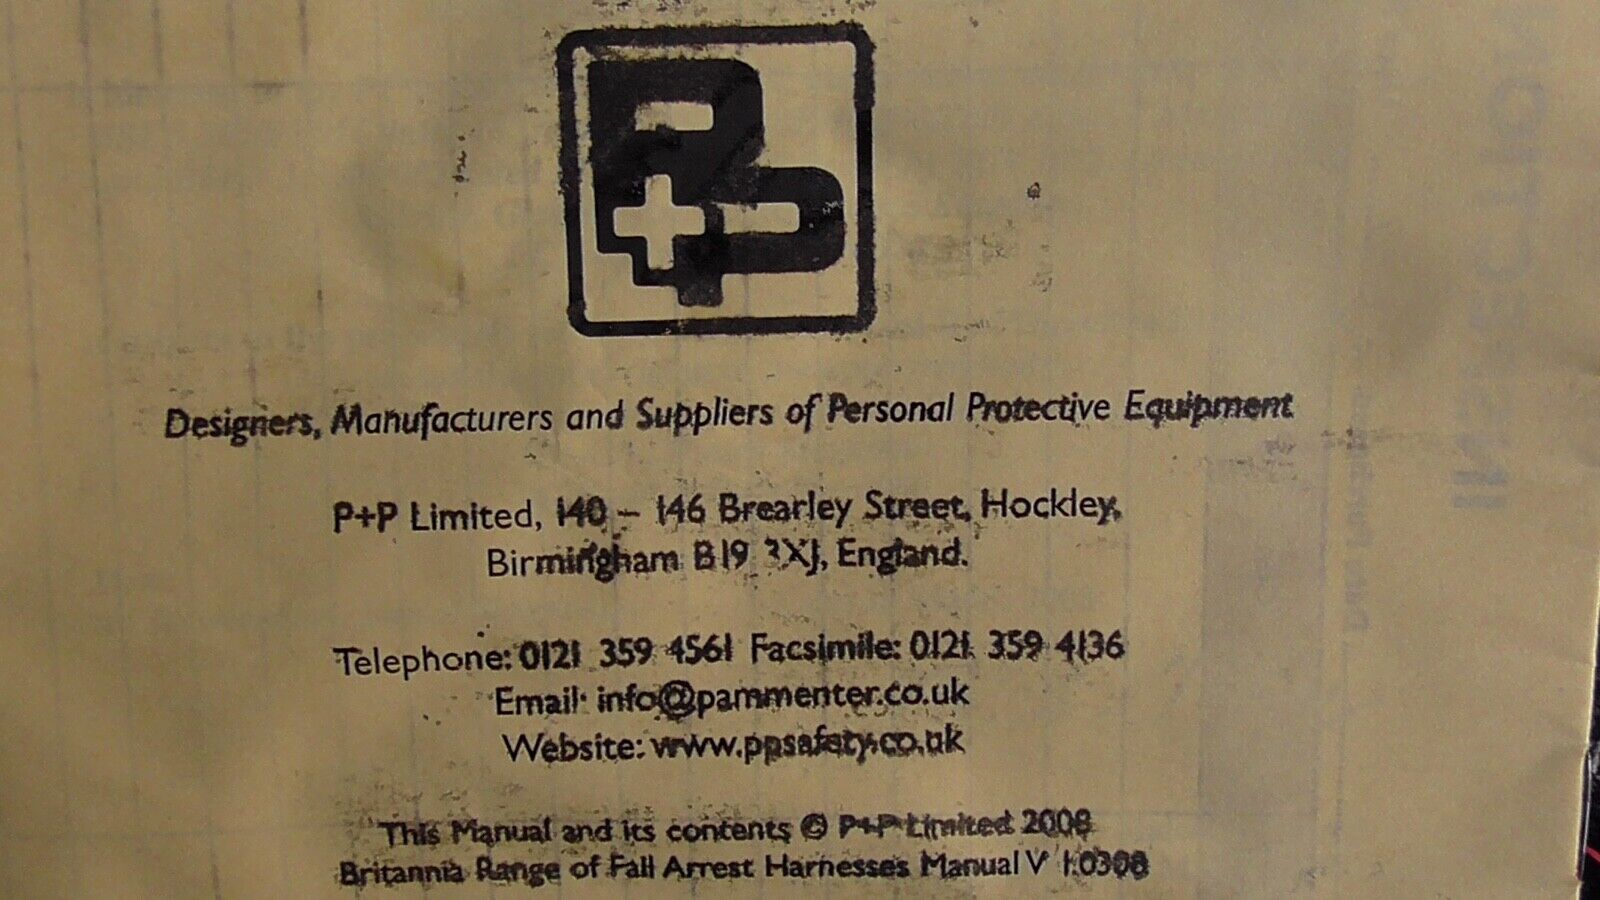 Designers, Manufacturers and Suppliers of Personal Protective Equipment
P+P Limited, 140 – 146 Brearley Street, Hockley,
Birmingham B19 3XJ, England.
Telephone: 0121 359 4561 Facsimile: 0121 359 4136
Email: info@pammenter.co.uk
Website: www.ppsafety.co.uk
This Manual and its contents © P+P Limited 2008
Britannia Range of Fall Arrest Harnesses Manual V 1.0308